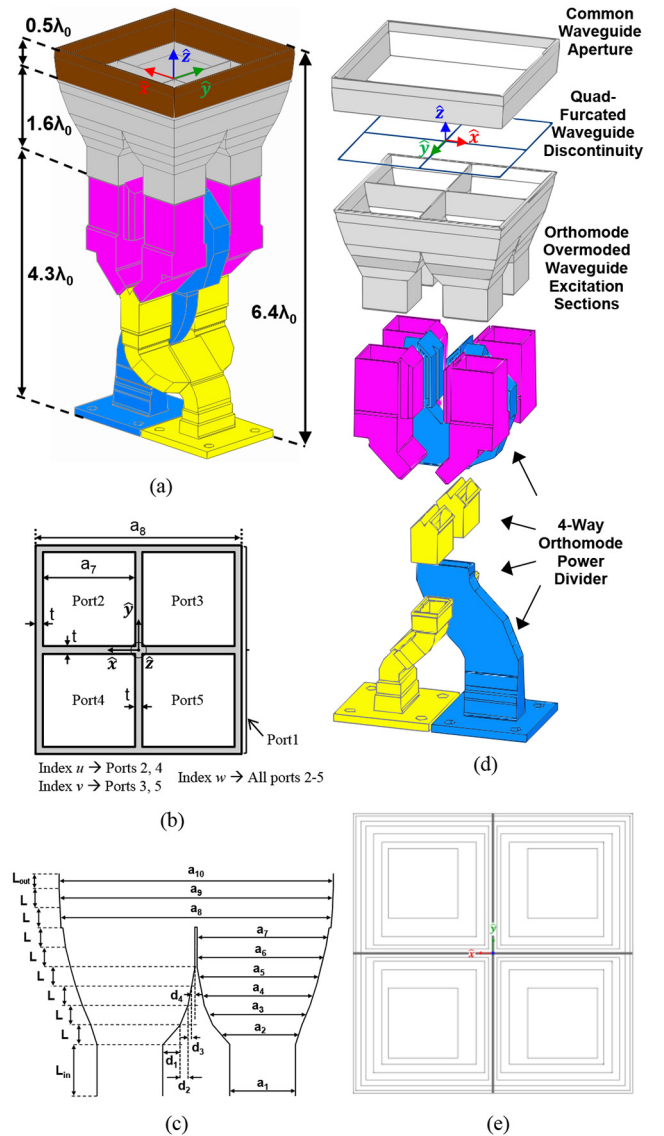 0.5λ₀
1.6λ₀
4.3λ₀
6.4λ₀
ẑ
x̂
ŷ
(a)
Common
Waveguide
Aperture
Quad-
Furcated
Waveguide
Discontinuity
ẑ
x̂
ŷ
Orthomode
Overmoded
Waveguide
Excitation
Sections
4-Way
Orthomode
Power
Divider
(d)
a₈
a₇
Port2
Port3
t
t
ŷ
x̂
ẑ
t
Port4
Port5
Port1
Index u → Ports 2, 4
Index v → Ports 3, 5
Index w → All ports 2-5
(b)
L_out
L
L
L
L
L
L
L
L_in
a₁₀
a₉
a₈
a₇
a₆
a₅
a₄
a₃
a₂
a₁
d₄
d₃
d₁
d₂
(c)
ŷ
x̂
(e)